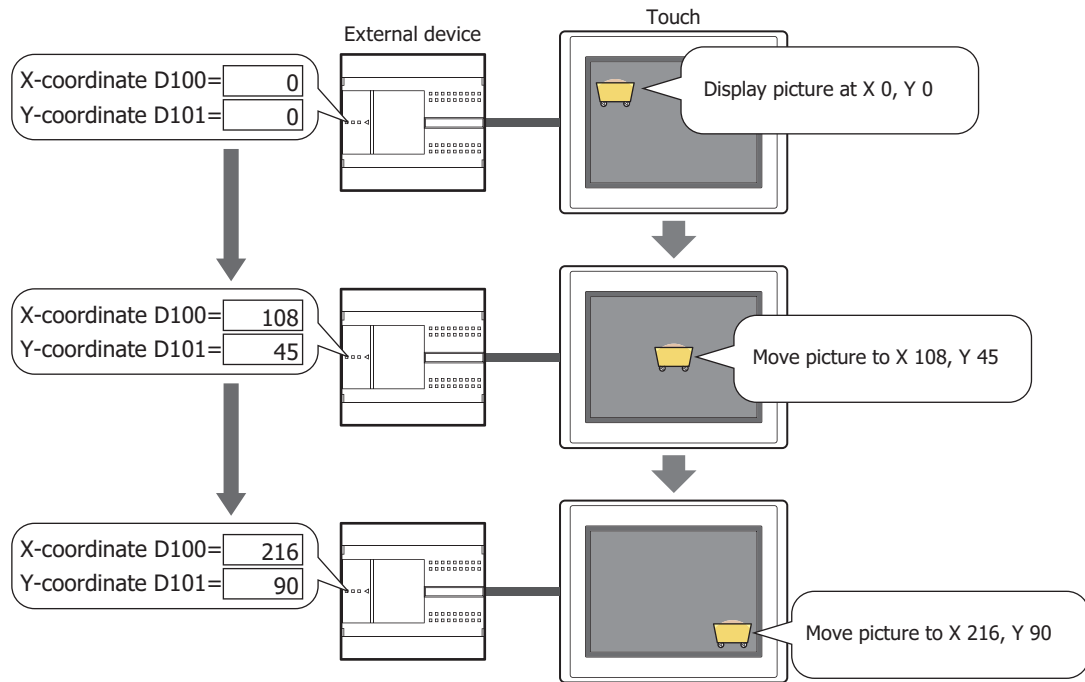 External device
Touch
X-coordinate D100= 0
Y-coordinate D101= 0
Display picture at X 0, Y 0
X-coordinate D100= 108
Y-coordinate D101= 45
Move picture to X 108, Y 45
X-coordinate D100= 216
Y-coordinate D101= 90
Move picture to X 216, Y 90